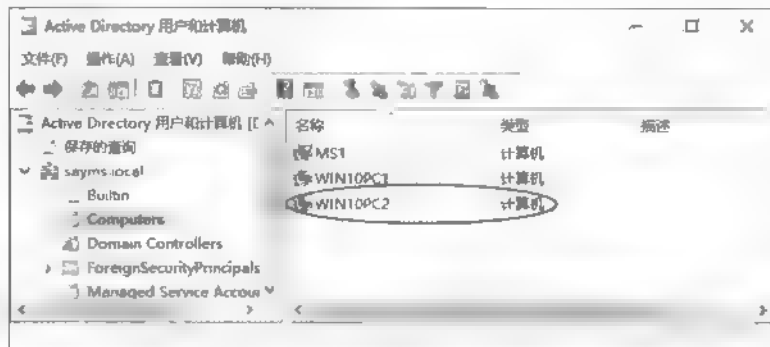 Active Directory 用户和计算机
文件(F) 操作(A) 查看(V) 帮助(H)
Active Directory 用户和计算机 [D
保存的查询
sayms.local
Builtin
Computers
Domain Controllers
ForeignSecurityPrincipals
Managed Service Accour
名称 类型 描述
MS1 计算机
WIN10PC1 计算机
WIN10PC2 计算机